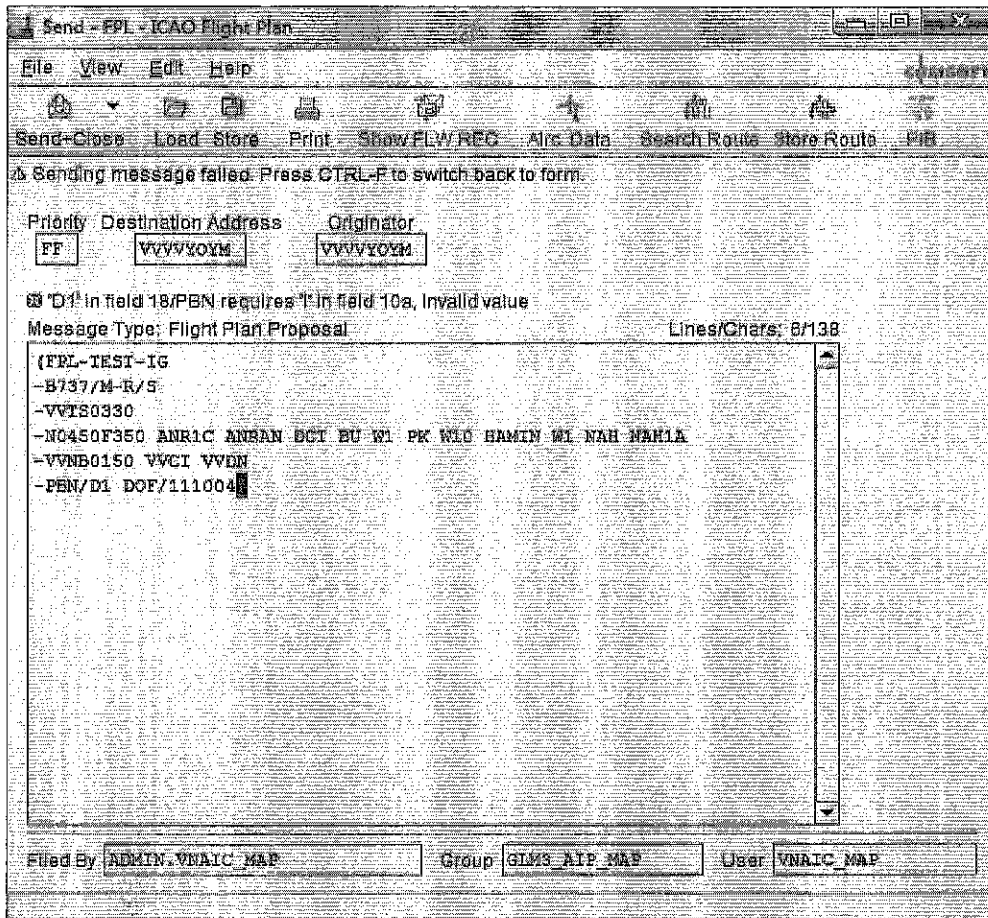 Send - FPL - ICAO Flight Plan
File View Edit Help
Send+Close Load Store Print Show FLW REC Airc. Data Search Route Store Route PIB
Sending message failed. Press CTRL-F to switch back to form.
Priority Destination Address Originator
FF VVVVYOYM VVVVYOYM
"D1" in field 18/PBN requires "I" in field 10a, Invalid value
Message Type: Flight Plan Proposal Lines/Chars: 6/138
(FPL-TEST-IG
-B737/M-R/S
-VVTS0330
-N0450F350 ANR1C ANSAN DCT BU W1 PK W10 HAMIN W1 NAH NAH1A
-VVNB0150 VVCI VVDN
-PBN/D1 DOF/111004
Filed By ADMIN.VNAIC_MAP Group GLMS_AIP_MAP User VNAIC_MAP